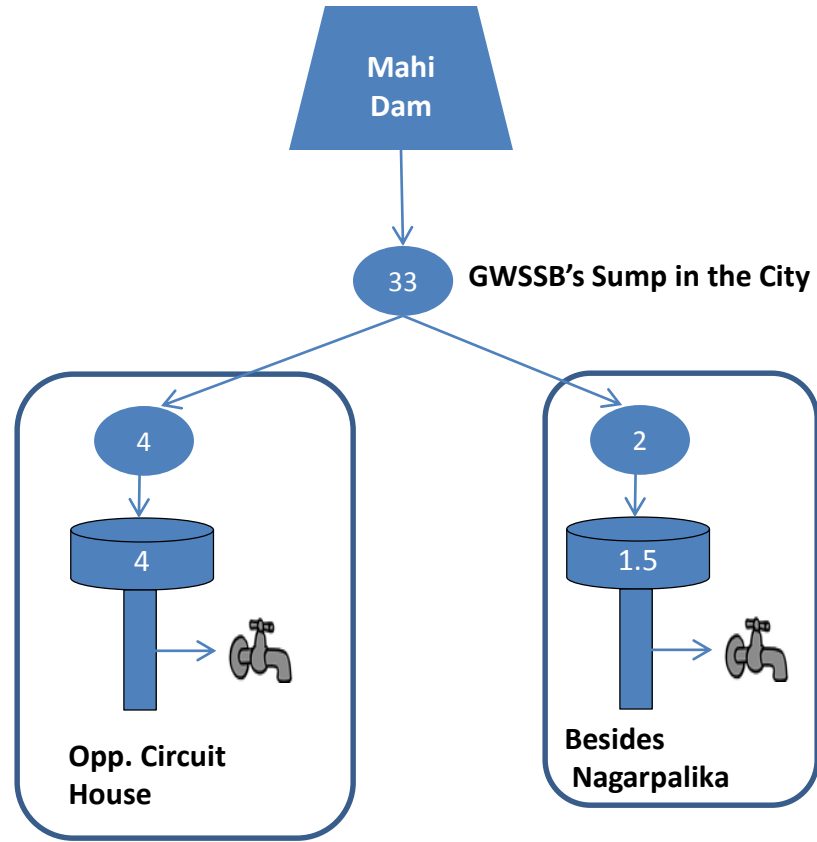 Mahi
Dam
33
GWSSB's Sump in the City
4
2
4
1.5
Opp. Circuit
House
Besides
Nagarpalika